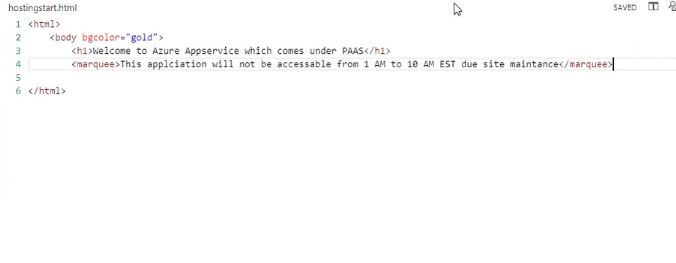 hostingstart.html
SAVED
1 <html>
2 <body bgcolor="gold">
3 <h1>Welcome to Azure Appservice which comes under PAAS</h1>
4 <marquee>This applciation will not be accessable from 1 AM to 10 AM EST due site maintance</marquee>
5
6 </html>